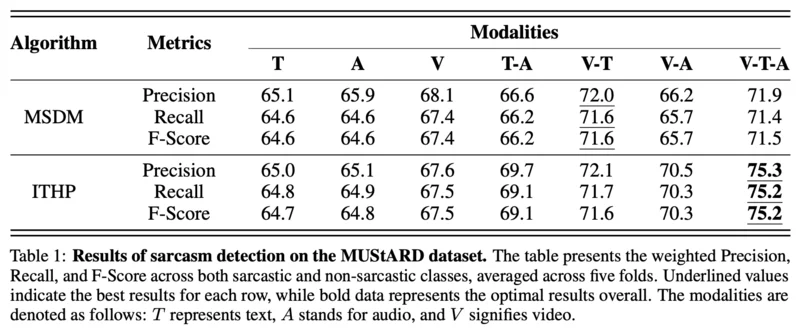 Algorithm Metrics Modalities
T A V T-A V-T V-A V-T-A
MSDM Precision 65.1 65.9 68.1 66.6 72.0 66.2 71.9
Recall 64.6 64.6 67.4 66.2 71.6 65.7 71.4
F-Score 64.6 64.6 67.4 66.2 71.6 65.7 71.5
ITHP Precision 65.0 65.1 67.6 69.7 72.1 70.5 75.3
Recall 64.8 64.9 67.5 69.1 71.7 70.3 75.2
F-Score 64.7 64.8 67.5 69.1 71.6 70.3 75.2
Table 1: Results of sarcasm detection on the MUStARD dataset. The table presents the weighted Precision,
Recall, and F-Score across both sarcastic and non-sarcastic classes, averaged across five folds. Underlined values
indicate the best results for each row, while bold data represents the optimal results overall. The modalities are
denoted as follows: T represents text, A stands for audio, and V signifies video.